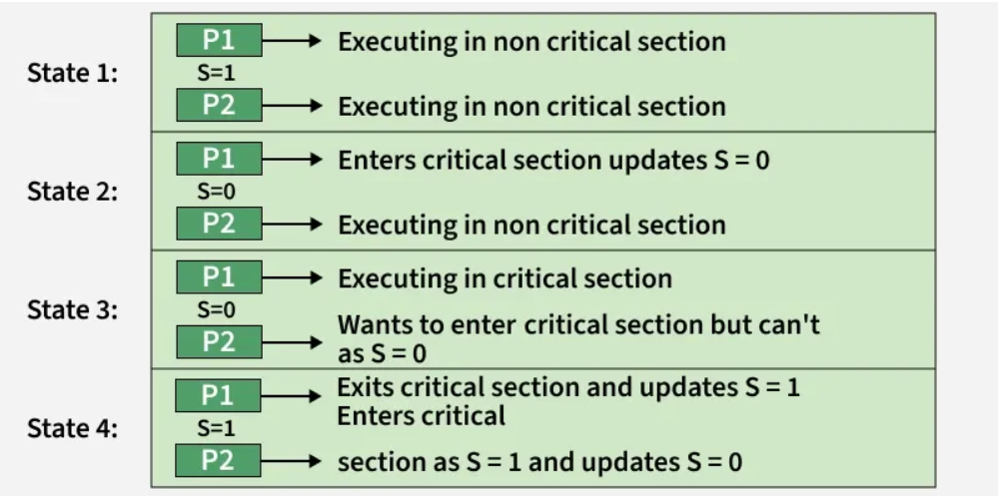 P1 Executing in non critical section
State 1: S=1
P2 Executing in non critical section
P1 Enters critical section updates S = 0
State 2: S=0
P2 Executing in non critical section
P1 Executing in critical section
State 3: S=0
P2 Wants to enter critical section but can't
as S = 0
P1 Exits critical section and updates S = 1
Enters critical
State 4: S=1
P2 section as S = 1 and updates S = 0